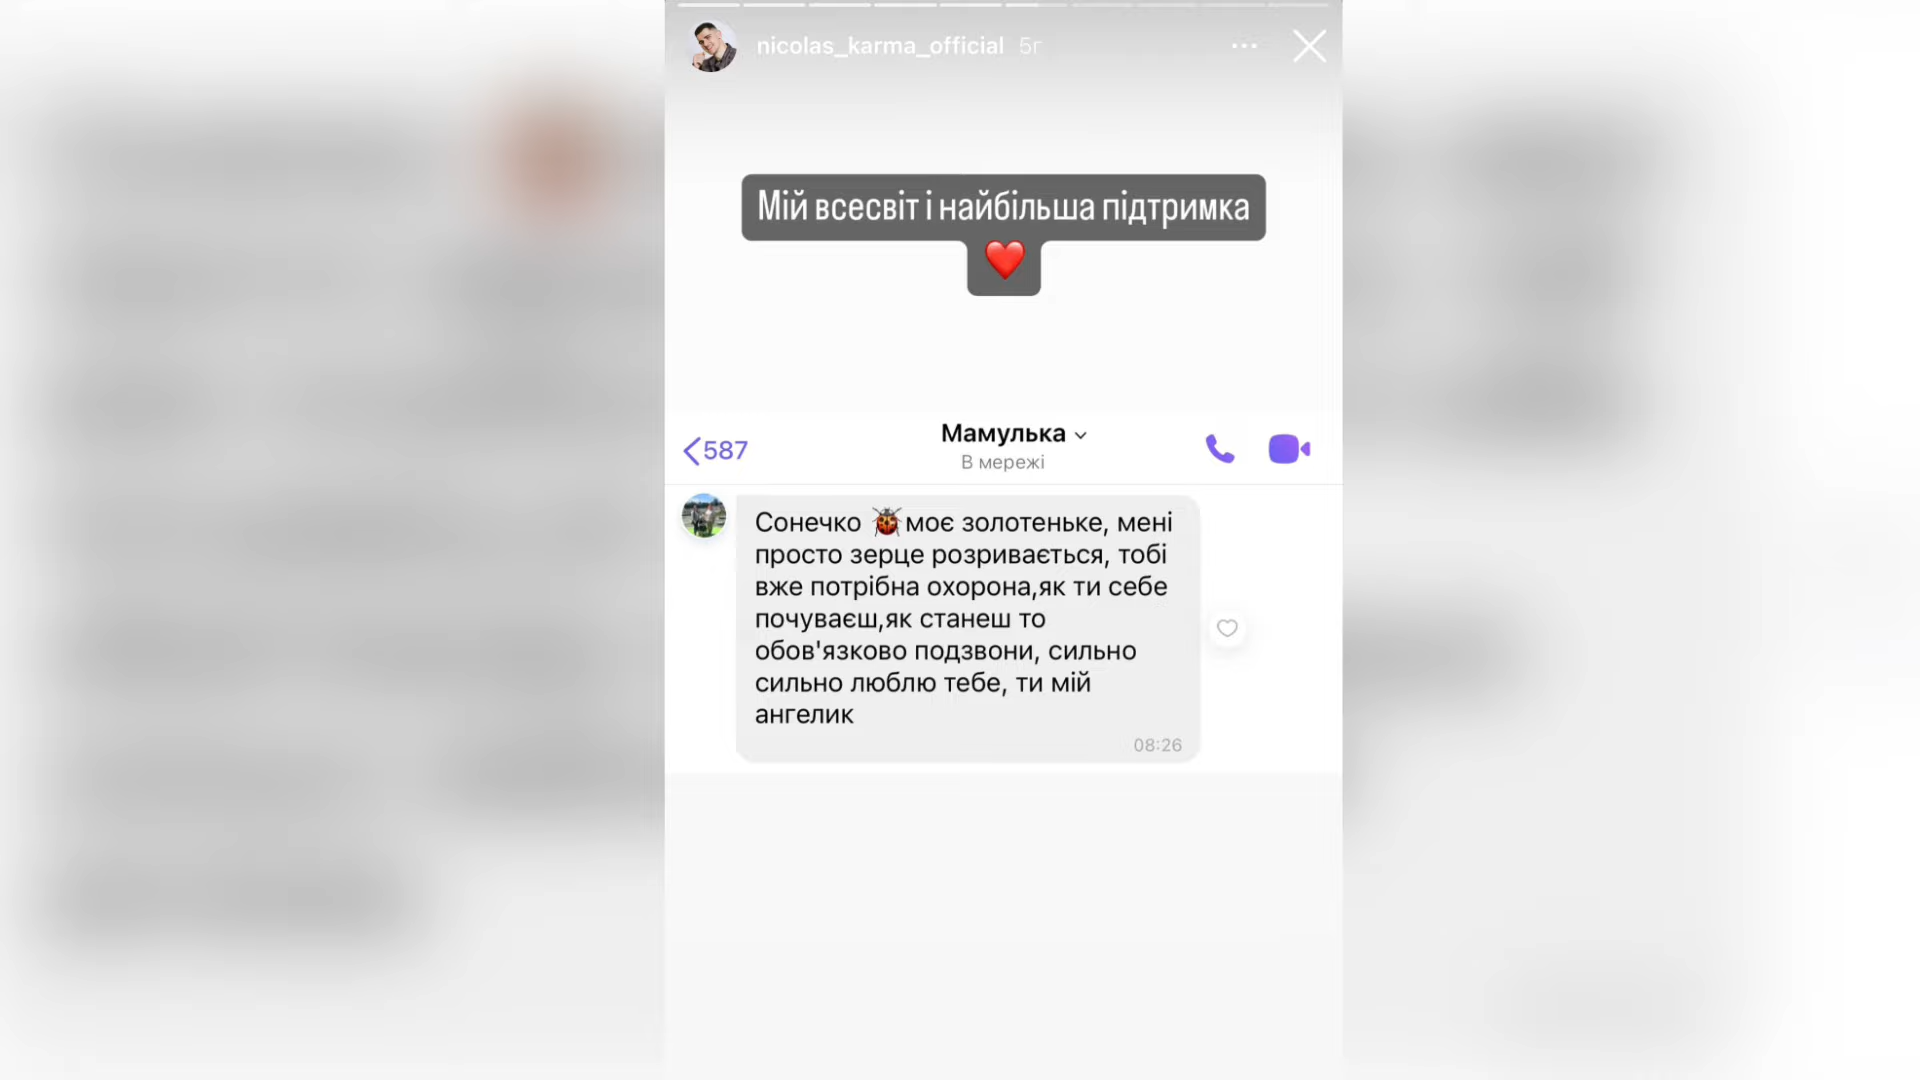 nicolas_karma_official 5г
Мій всесвіт і найбільша підтримка
❤️
587
Мамулька
В мережі
Сонечко 🐞моє золотеньке, мені
просто зерце розривається, тобі
вже потрібна охорона,як ти себе
почуваєш,як станеш то
обов'язково подзвони, сильно
сильно люблю тебе, ти мій
ангелик
08:26